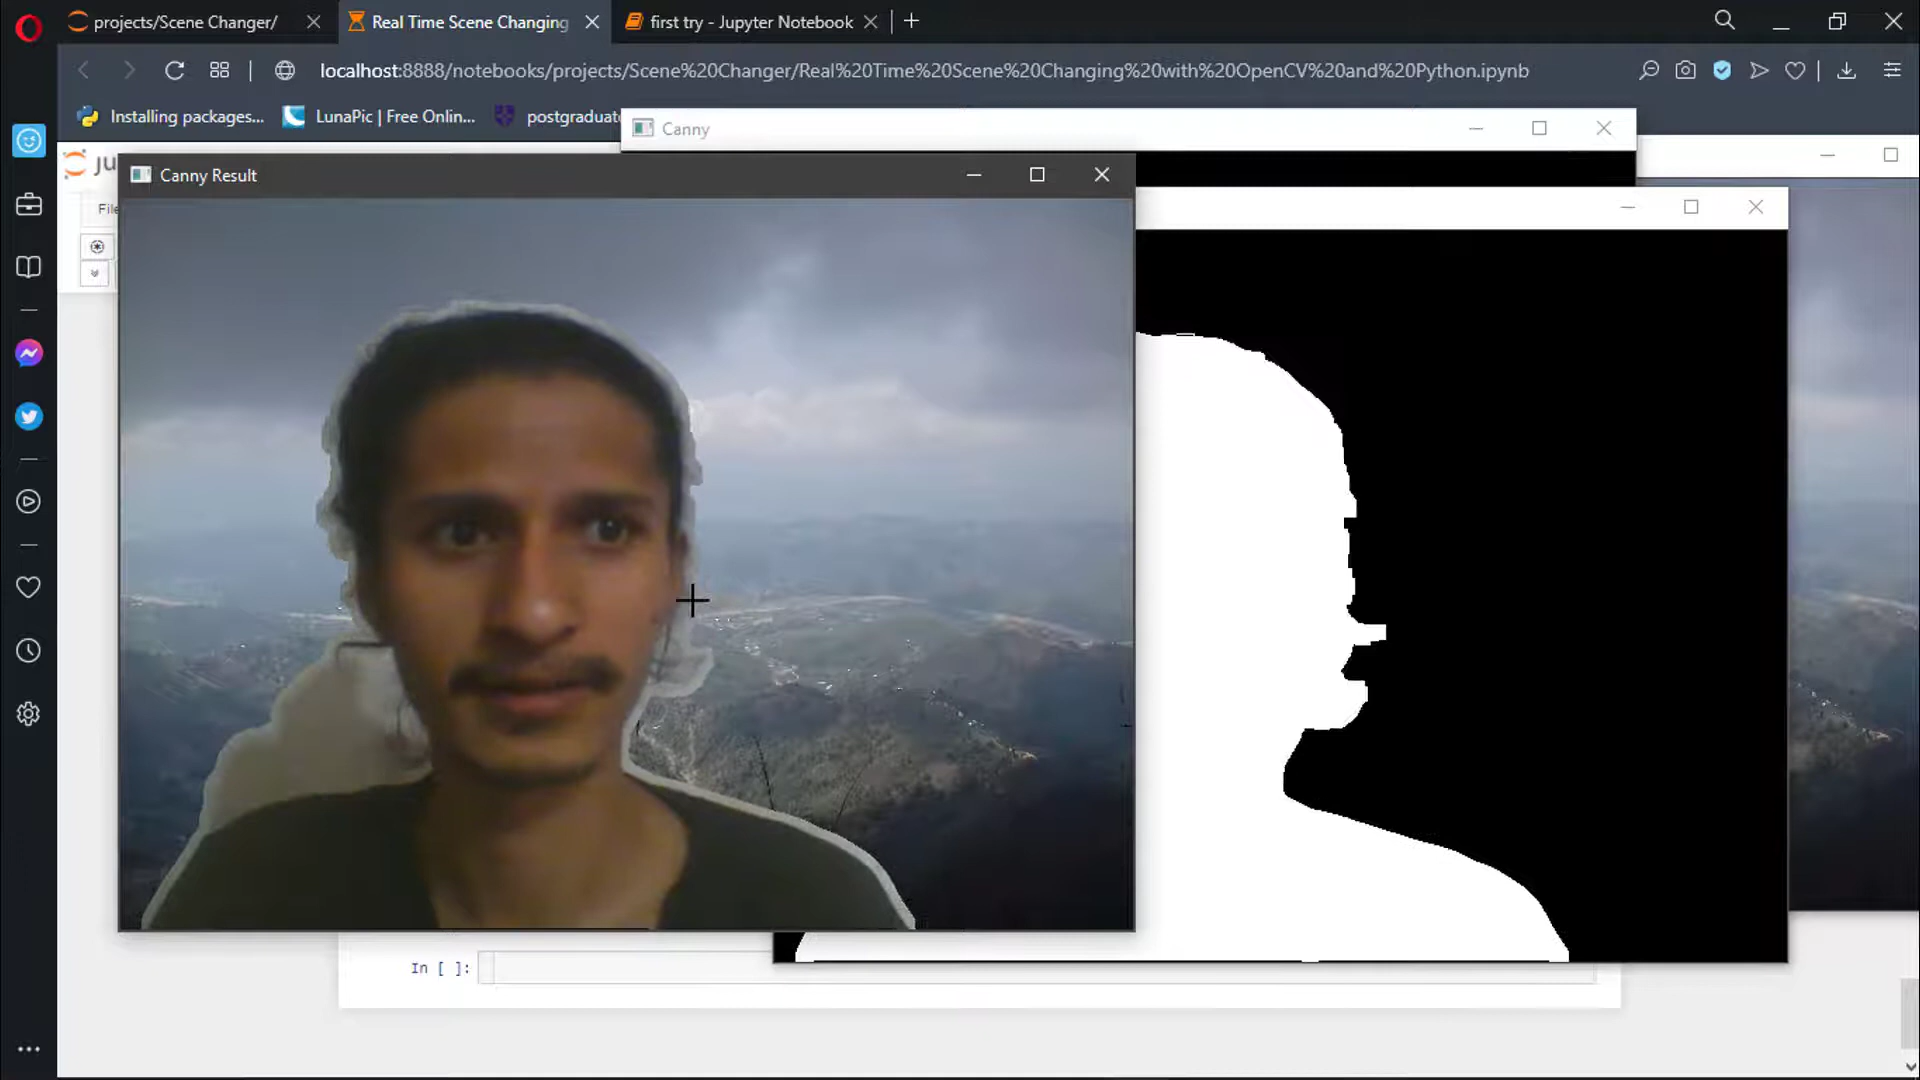 projects/Scene Changer/
Real Time Scene Changing
first try - Jupyter Notebook
localhost:8888/notebooks/projects/Scene%20Changer/Real%20Time%20Scene%20Changing%20with%20OpenCV%20and%20Python.ipynb
Installing packages...
LunaPic | Free Onlin...
postgraduate
Canny
Canny Result
File
In [ ]: